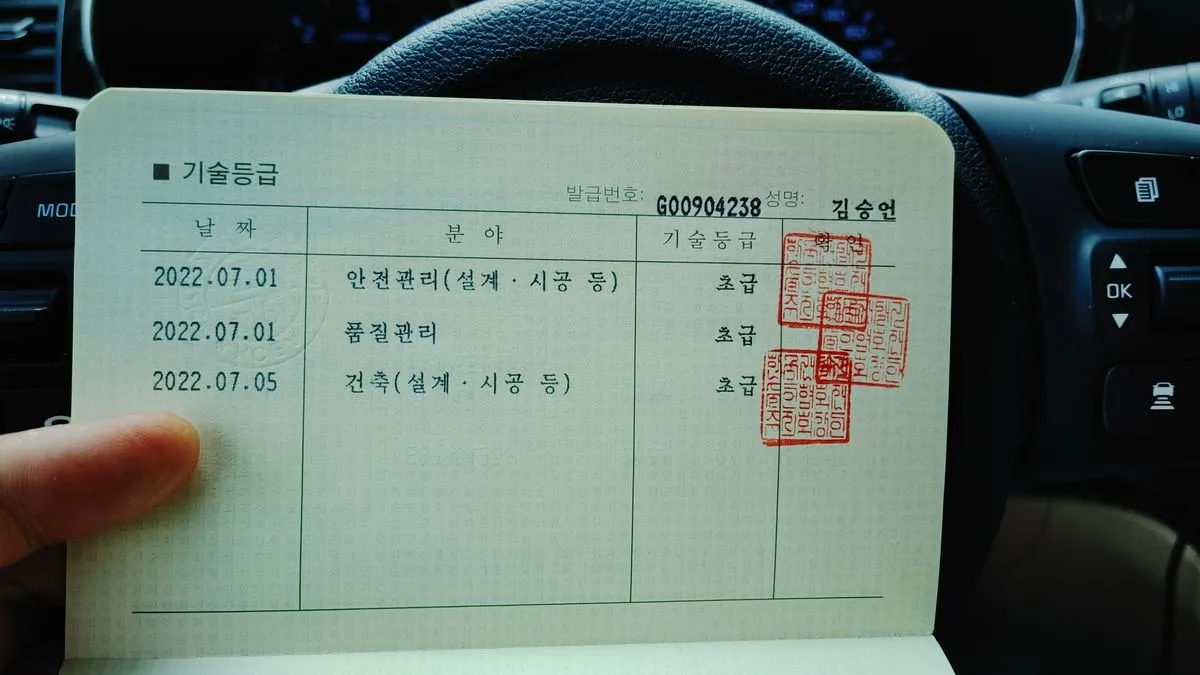 ■ 기술등급
발급번호: G00904238 성명: 김승언
날 짜 분 야 기술등급 확 인
2022.07.01 안전관리(설계·시공 등) 초급
2022.07.01 품질관리 초급
2022.07.05 건축(설계·시공 등) 초급
MOD
OK
LO